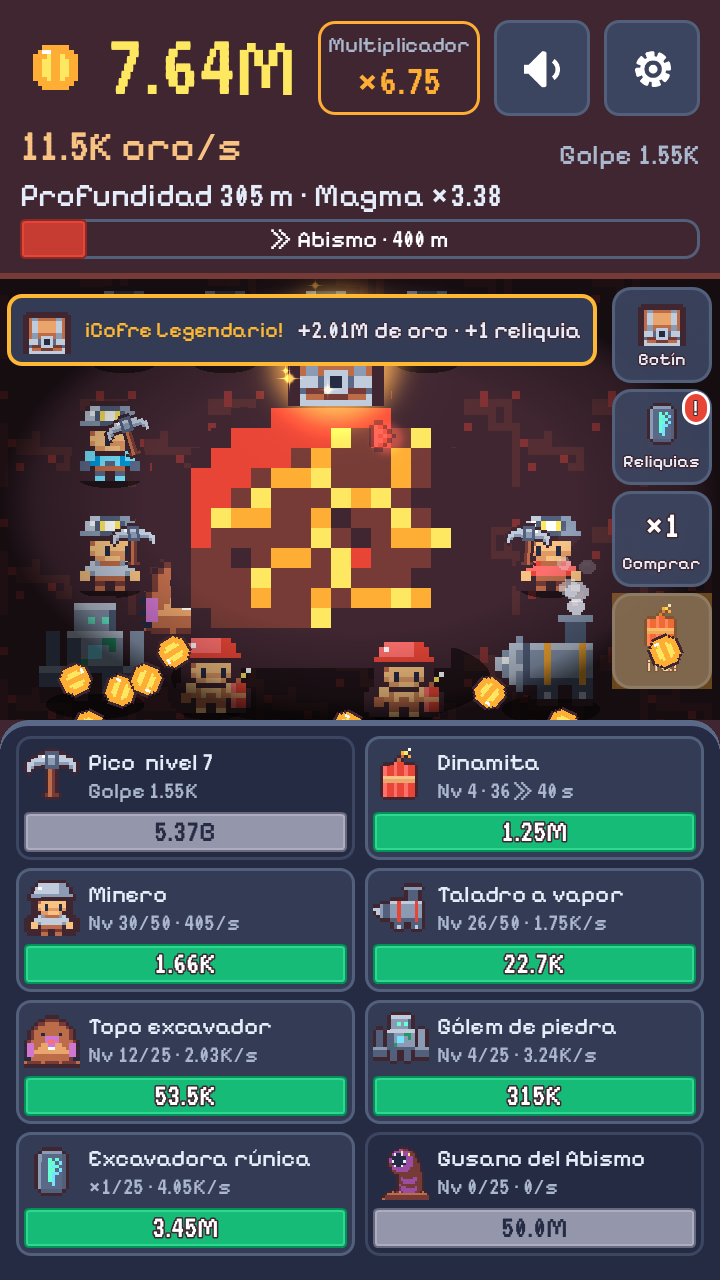 7.64M
Multiplicador
×6.75
11.5K oro/s
Golpe 1.55K
Profundidad 305 m · Magma ×3.38
Abismo · 400 m
¡Cofre Legendario! +2.01M de oro · +1 reliquia
Botín
!
Reliquias
×1
Comprar
Pico nivel 7
Golpe 1.55K
5.37B
Dinamita
Nv 4 · 36 » 40 s
1.25M
Minero
Nv 30/50 · 405/s
1.66K
Taladro a vapor
Nv 26/50 · 1.75K/s
22.7K
Topo excavador
Nv 12/25 · 2.03K/s
53.5K
Gólem de piedra
Nv 4/25 · 3.24K/s
315K
Excavadora rúnica
×1/25 · 4.05K/s
3.45M
Gusano del Abismo
Nv 0/25 · 0/s
50.0M